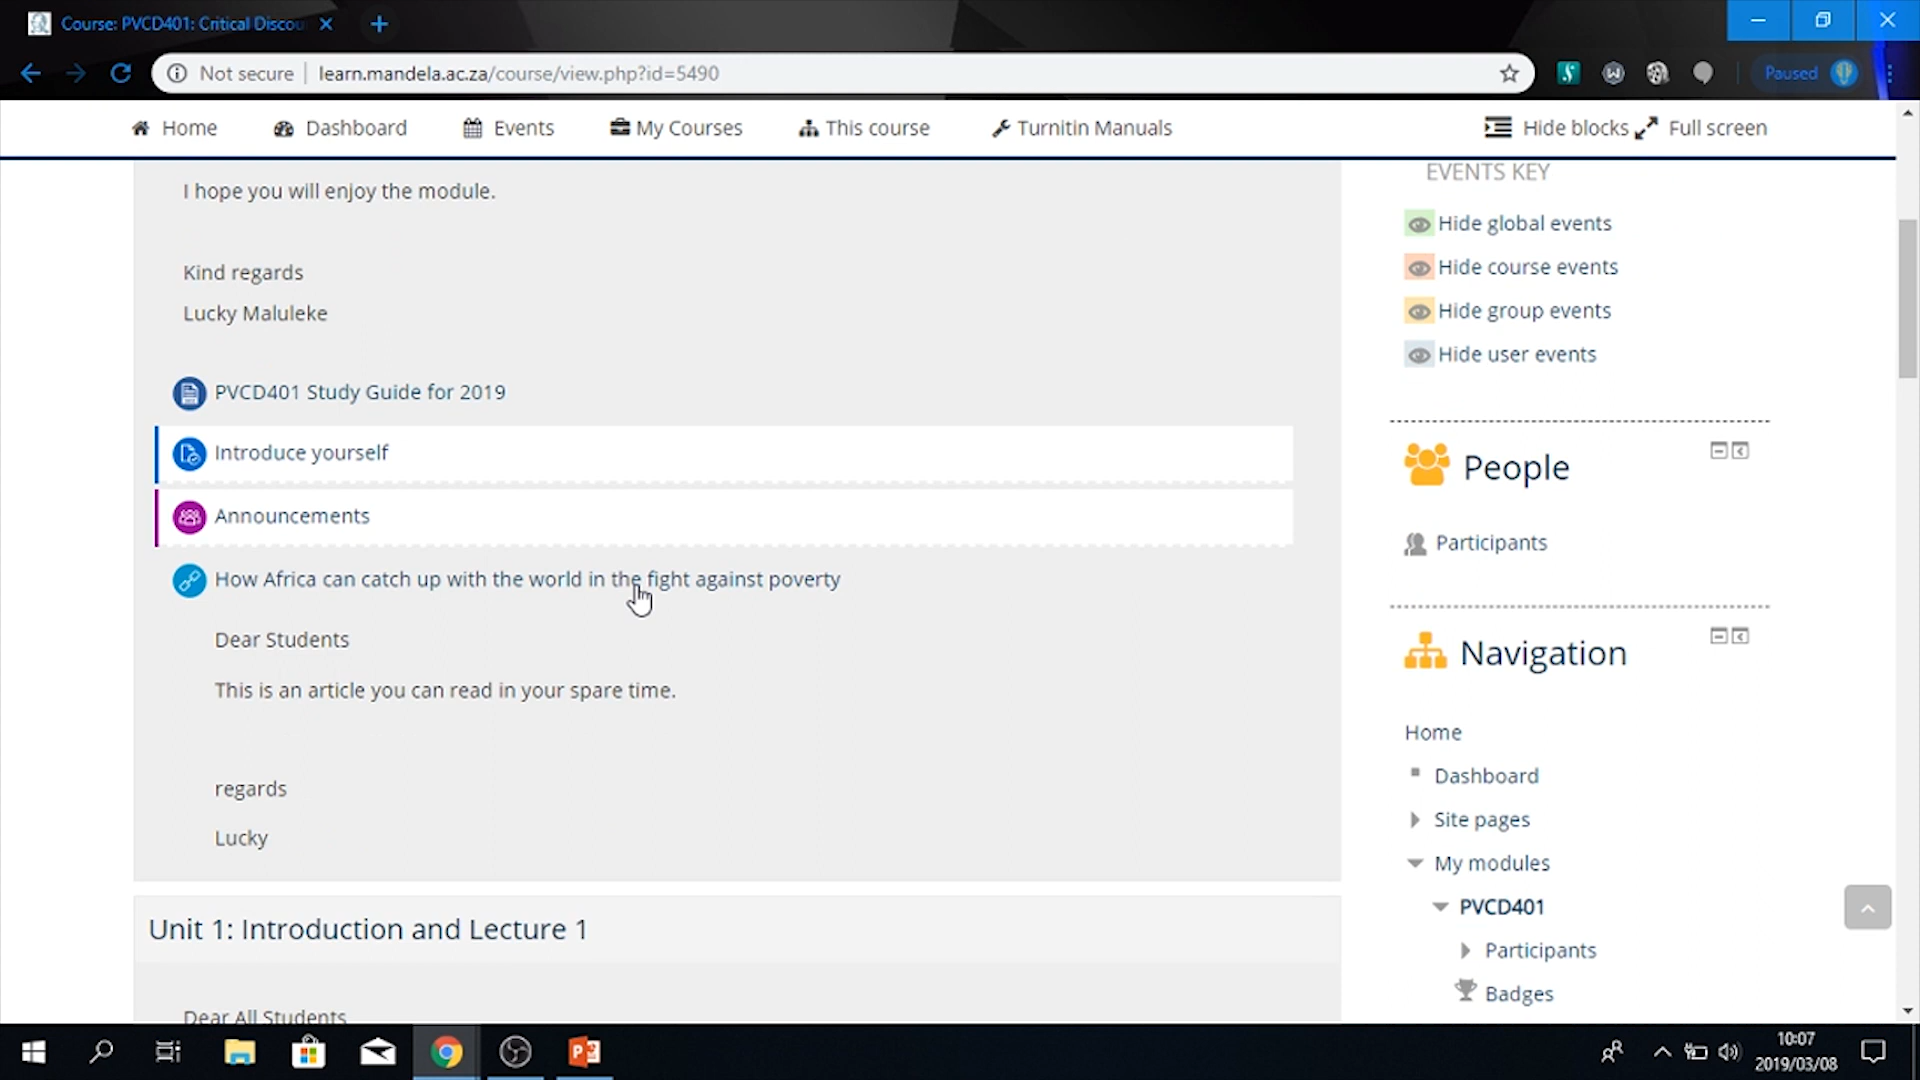 Course: PVCD401: Critical Discou
Not secure
learn.mandela.ac.za/course/view.php?id=5490
Paused
Home
Dashboard
Events
My Courses
This course
Turnitin Manuals
Hide blocks
Full screen
I hope you will enjoy the module.
Kind regards
Lucky Maluleke
PVCD401 Study Guide for 2019
Introduce yourself
Announcements
How Africa can catch up with the world in the fight against poverty
Dear Students
This is an article you can read in your spare time.
regards
Lucky
Unit 1: Introduction and Lecture 1
Dear All Students
EVENTS KEY
Hide global events
Hide course events
Hide group events
Hide user events
People
Participants
Navigation
Home
Dashboard
Site pages
My modules
PVCD401
Participants
Badges
10:07
2019/03/08